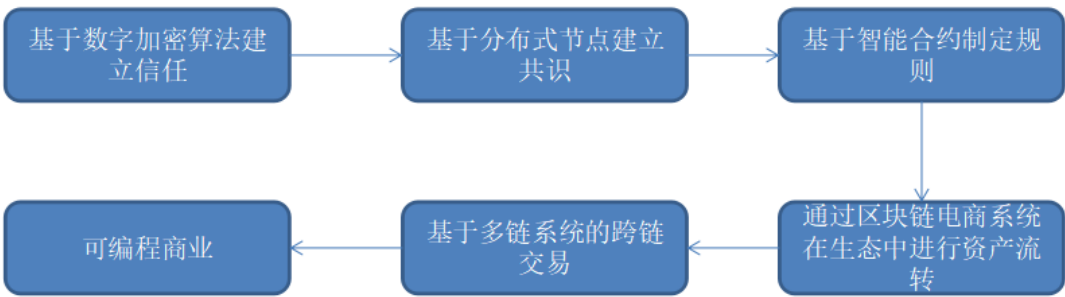 基于数字加密算法建
立信任
基于分布式节点建立
共识
基于智能合约制定规
则
通过区块链电商系统
在生态中进行资产流
转
基于多链系统的跨链
交易
可编程商业